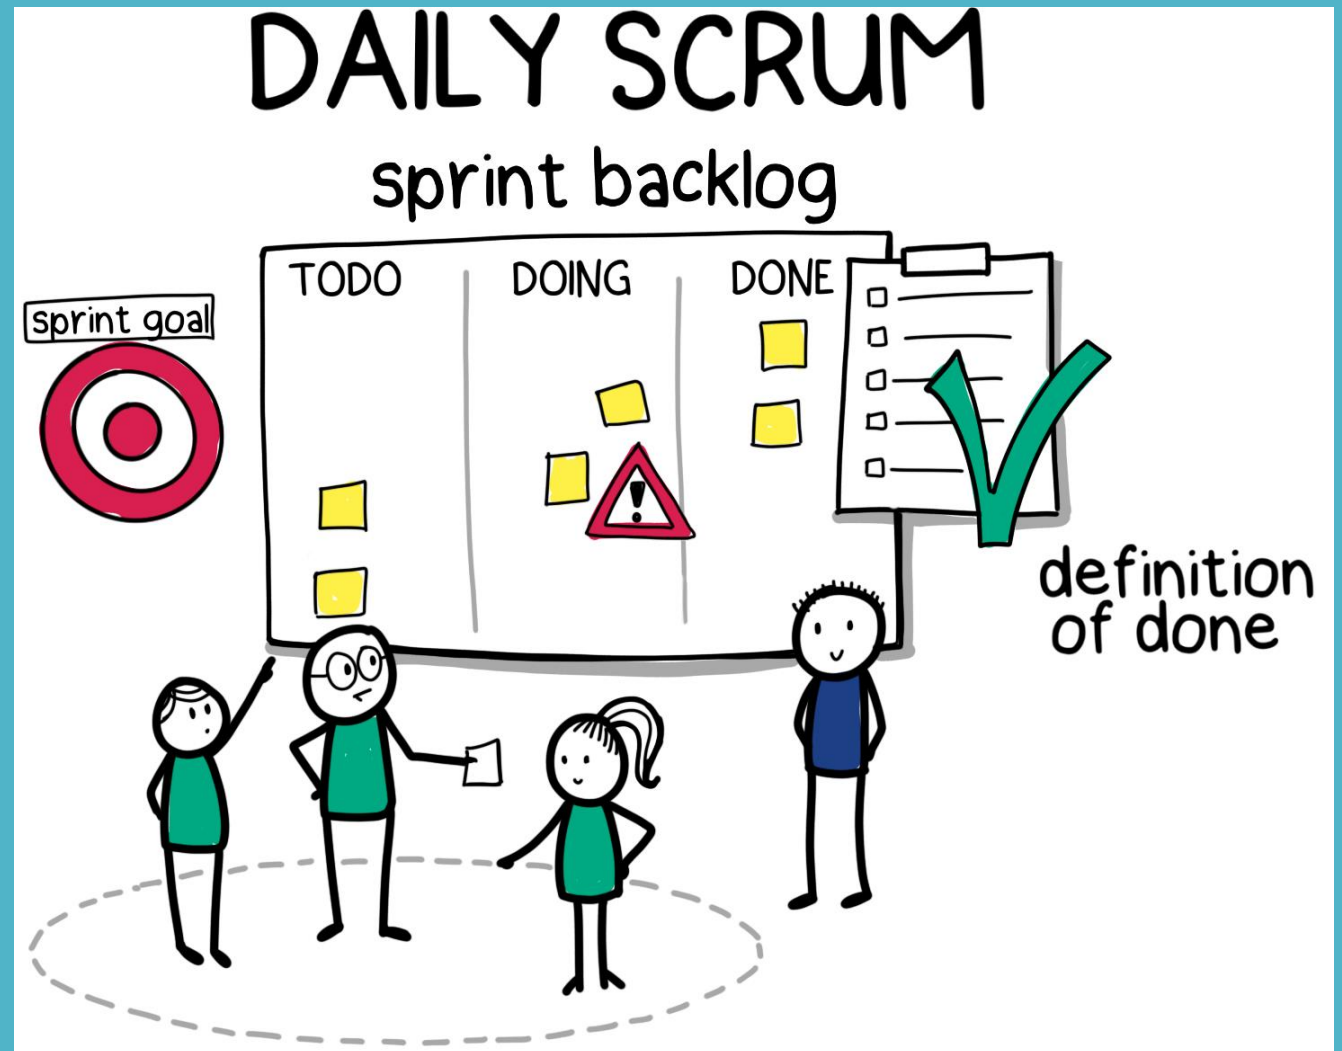 DAILY SCRUM
sprint backlog
TODO
DOING
DONE
sprint goal
!
definition
of done